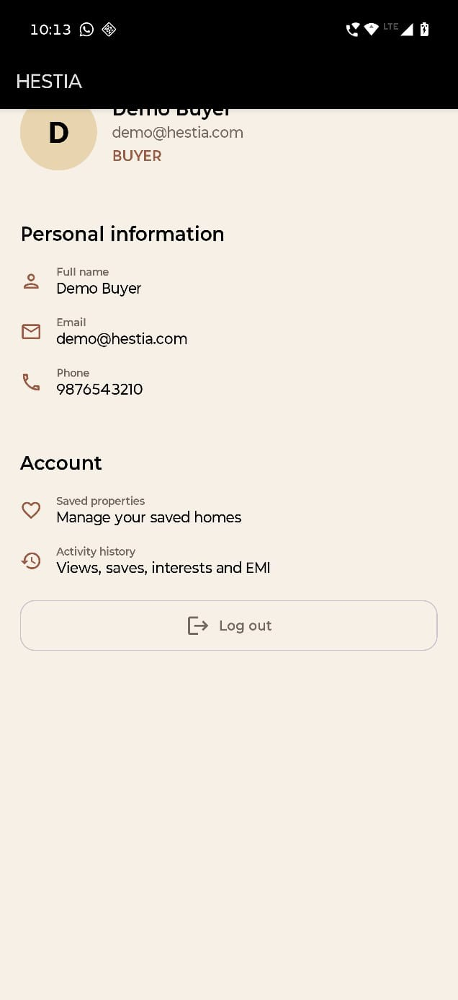 10:13
LTE
HESTIA
Demo Buyer
D
demo@hestia.com
BUYER
Personal information
Full name
Demo Buyer
Email
demo@hestia.com
Phone
9876543210
Account
Saved properties
Manage your saved homes
Activity history
Views, saves, interests and EMI
Log out